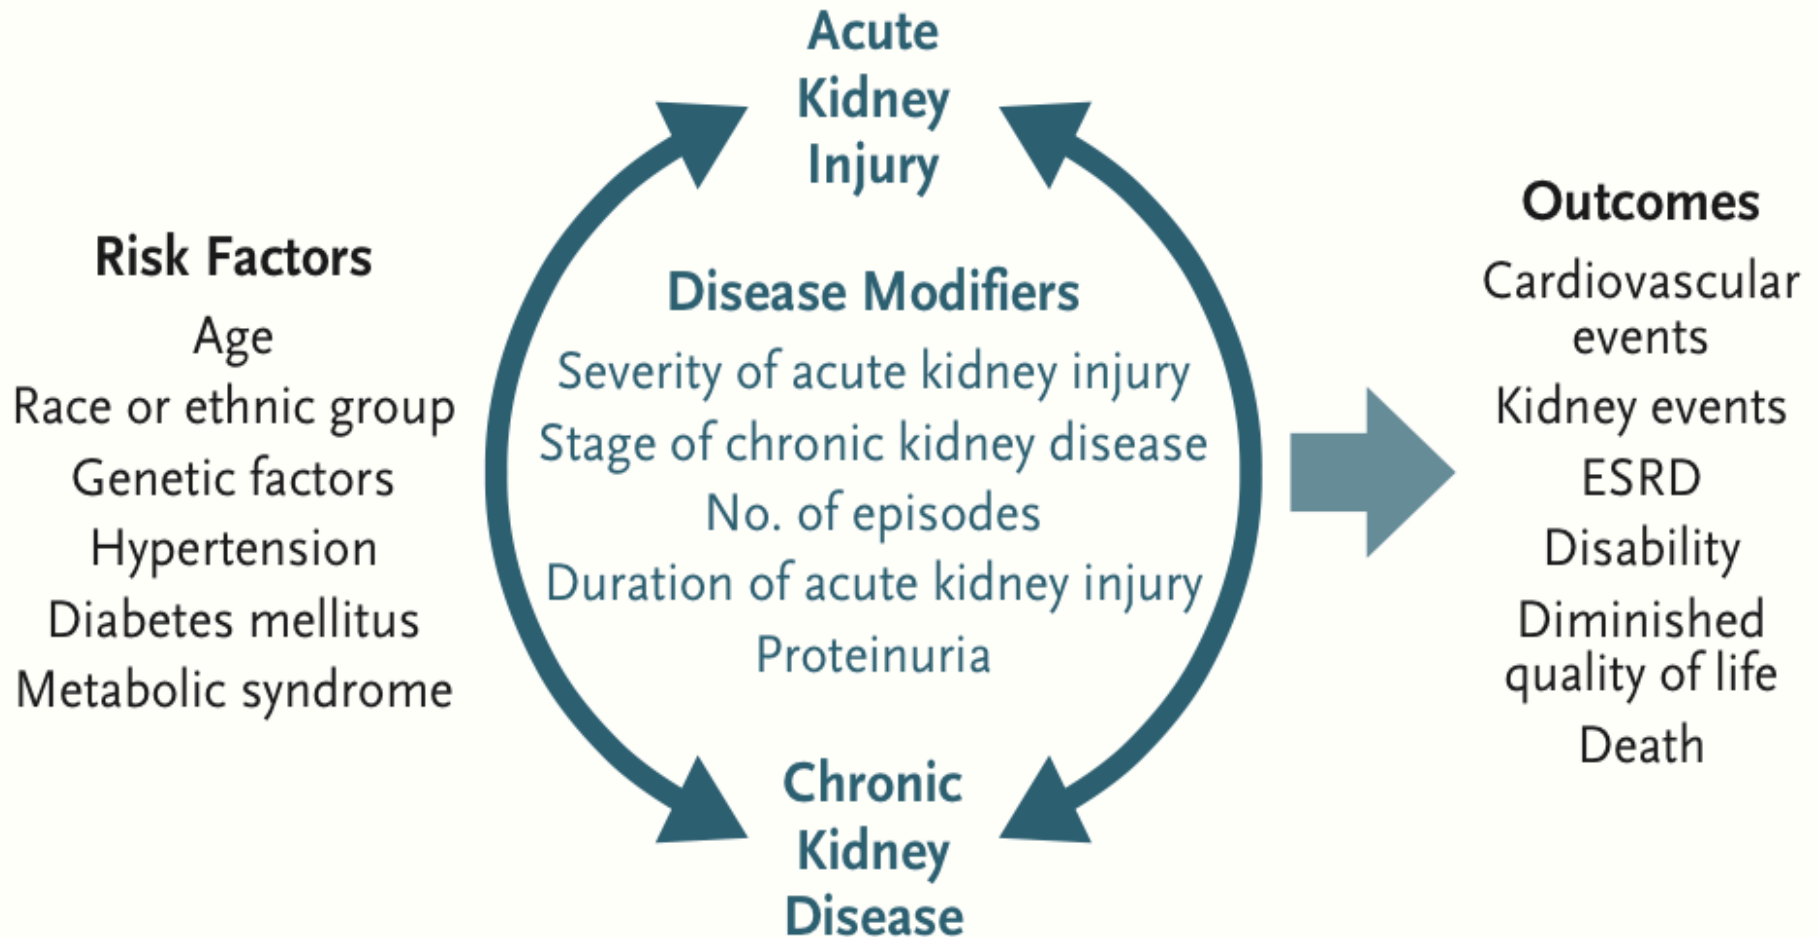 Acute
Kidney
Injury
Risk Factors
Age
Race or ethnic group
Genetic factors
Hypertension
Diabetes mellitus
Metabolic syndrome
Disease Modifiers
Severity of acute kidney injury
Stage of chronic kidney disease
No. of episodes
Duration of acute kidney injury
Proteinuria
Chronic
Kidney
Disease
Outcomes
Cardiovascular
events
Kidney events
ESRD
Disability
Diminished
quality of life
Death